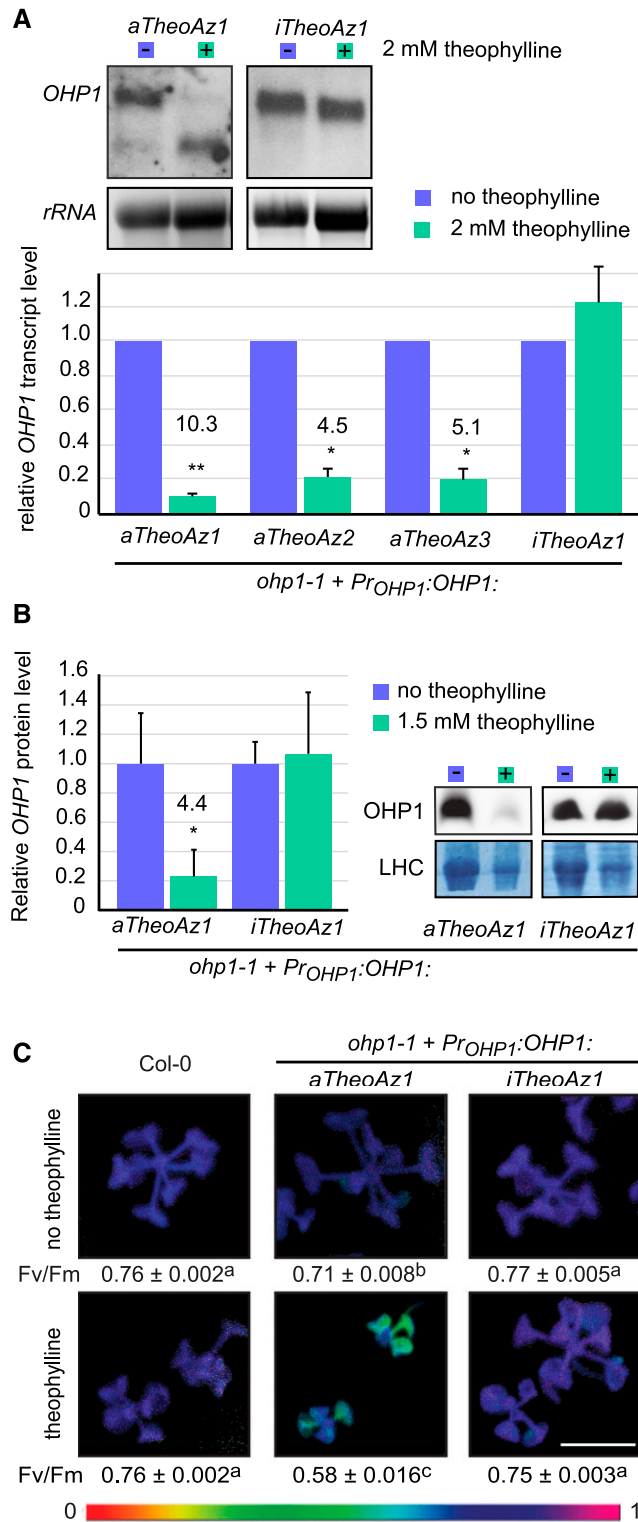 A
aTheoAz1 iTheoAz1
- + - + 2 mM theophylline
OHP1
rRNA
no theophylline
2 mM theophylline
relative OHP1 transcript level
1.2
1.0
0.8
0.6
0.4
0.2
0
10.3
**
4.5
*
5.1
*
aTheoAz1 aTheoAz2 aTheoAz3 iTheoAz1
ohp1-1 + PrOHP1:OHP1:
B
Relative OHP1 protein level
1.6
1.4
1.2
1.0
0.8
0.6
0.4
0.2
0
4.4
*
aTheoAz1 iTheoAz1
no theophylline
1.5 mM theophylline
- + - +
OHP1
LHC
aTheoAz1 iTheoAz1
ohp1-1 + PrOHP1:OHP1:
C
ohp1-1 + PrOHP1:OHP1:
Col-0 aTheoAz1 iTheoAz1
no theophylline
Fv/Fm 0.76 ± 0.002a 0.71 ± 0.008b 0.77 ± 0.005a
theophylline
Fv/Fm 0.76 ± 0.002a 0.58 ± 0.016c 0.75 ± 0.003a
0 1